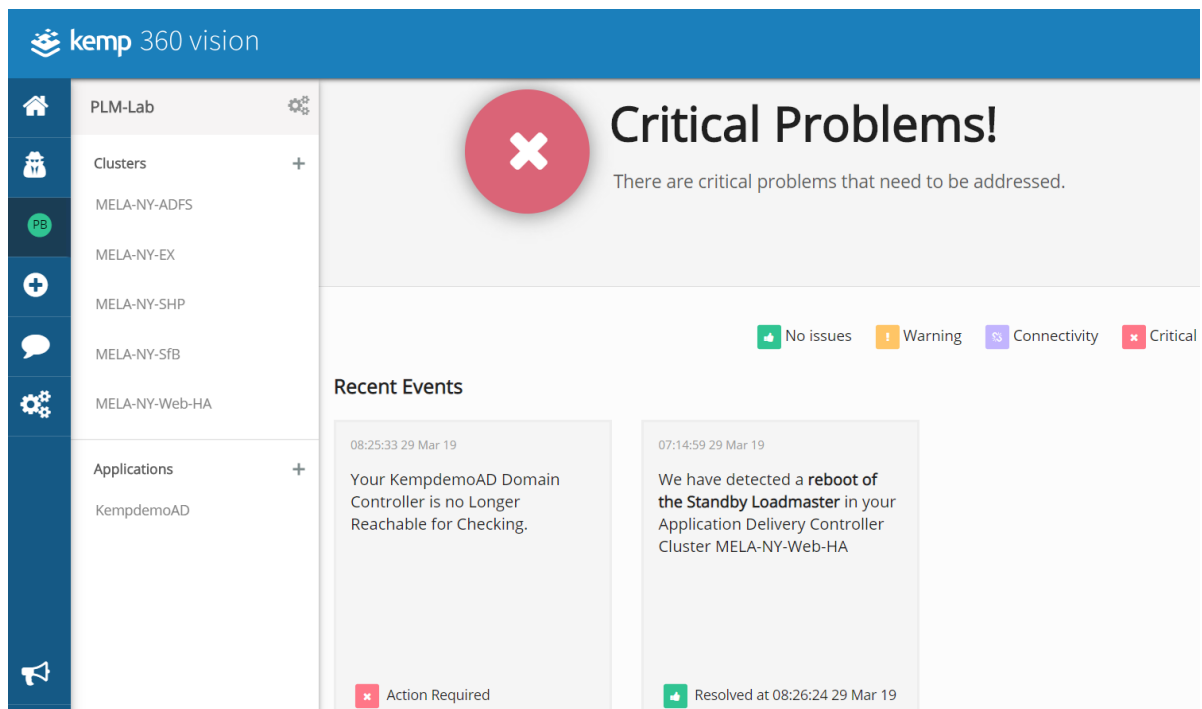 kemp 360 vision
PLM-Lab
Clusters
MELA-NY-ADFS
MELA-NY-EX
MELA-NY-SHP
MELA-NY-SfB
MELA-NY-Web-HA
Applications
KempdemoAD
PB
Critical Problems!
There are critical problems that need to be addressed.
No issues
Warning
Connectivity
Critical
Recent Events
08:25:33 29 Mar 19
Your KempdemoAD Domain
Controller is no Longer
Reachable for Checking.
Action Required
07:14:59 29 Mar 19
We have detected a reboot of
the Standby Loadmaster in your
Application Delivery Controller
Cluster MELA-NY-Web-HA
Resolved at 08:26:24 29 Mar 19